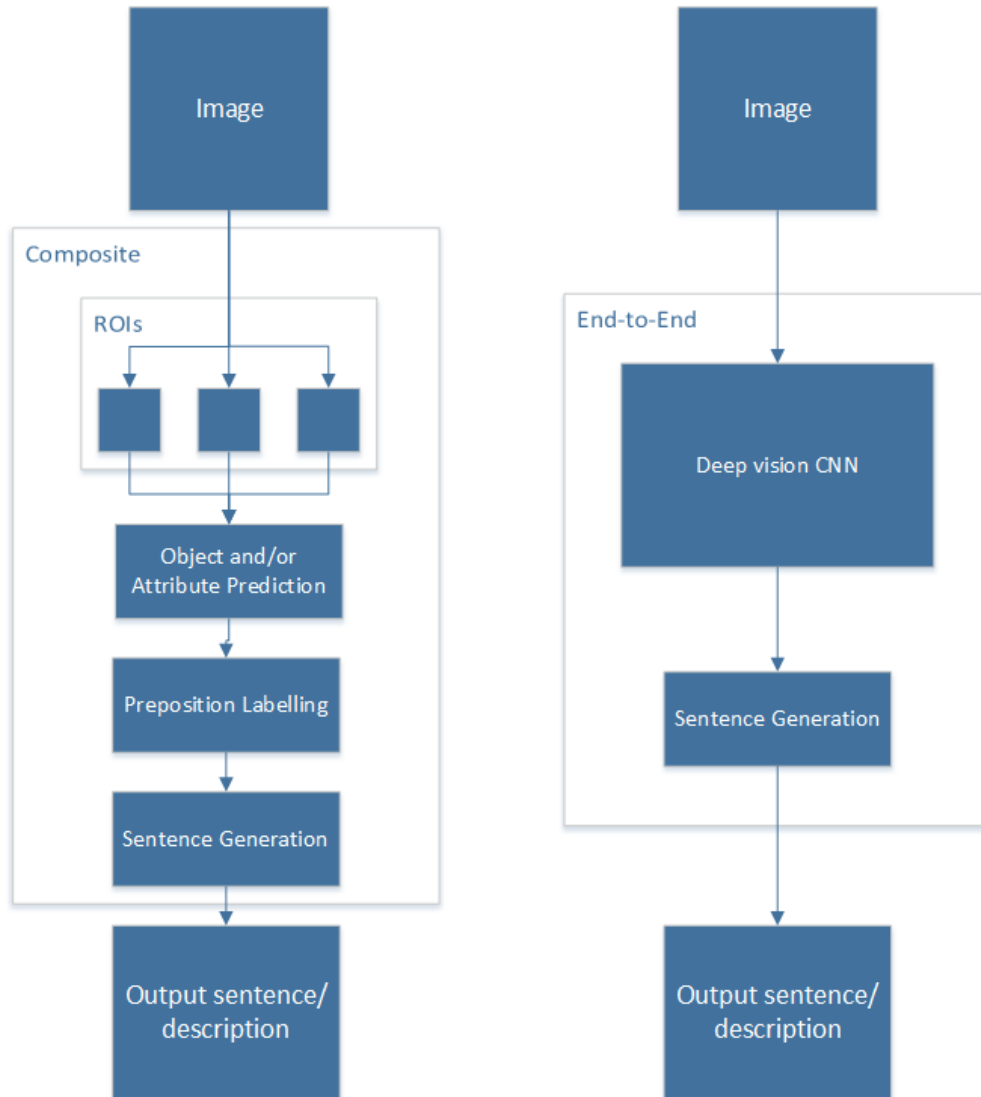 Image
Composite
ROIs
Object and/or
Attribute Prediction
Preposition Labelling
Sentence Generation
Output sentence/
description
Image
End-to-End
Deep vision CNN
Sentence Generation
Output sentence/
description